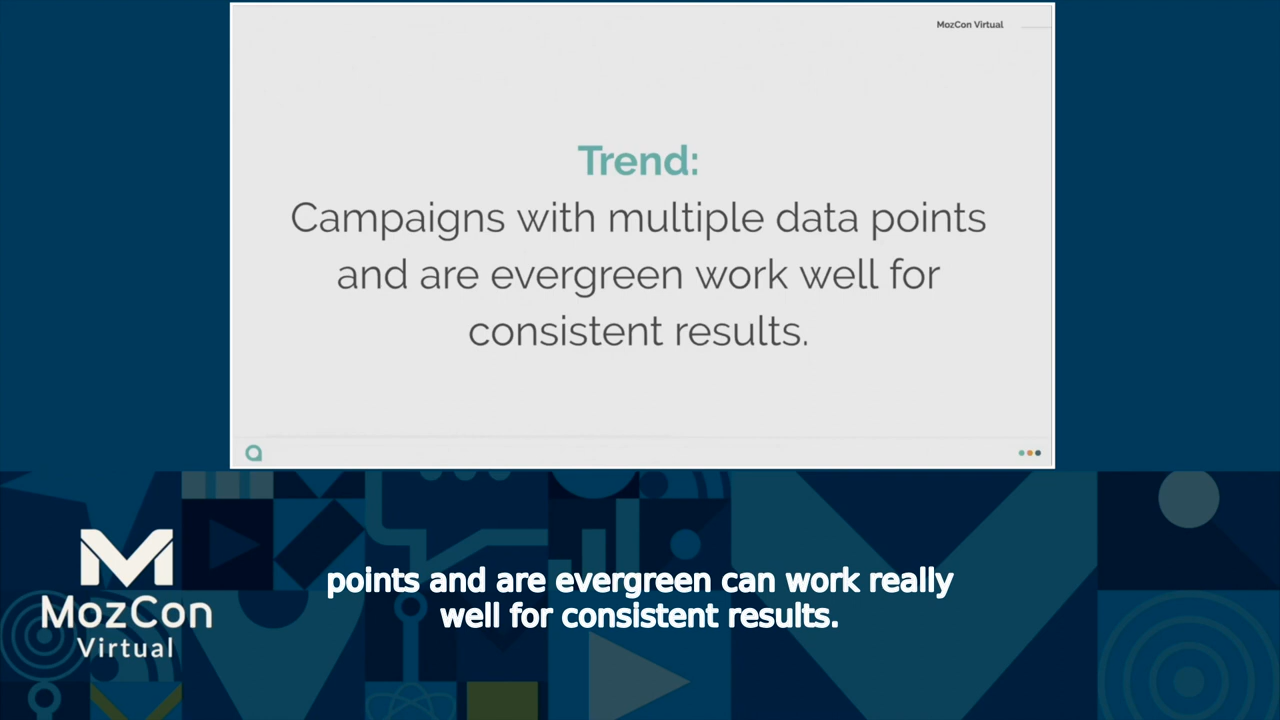 MozCon Virtual
Trend:
Campaigns with multiple data points
and are evergreen work well for
consistent results.
points and are evergreen can work really
well for consistent results.
MozCon
Virtual